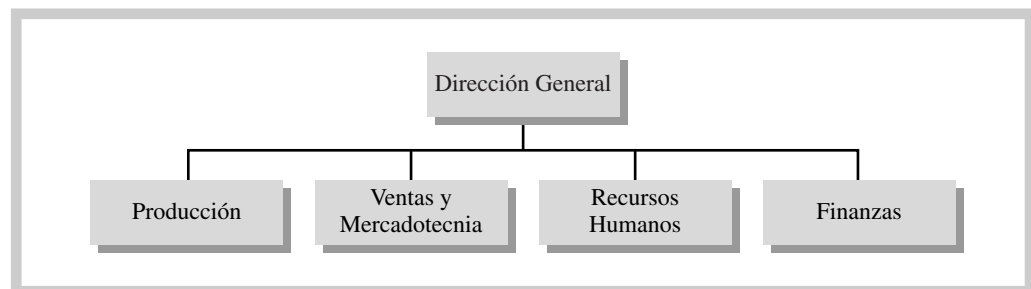 Dirección General
Producción
Ventas y
Mercadotecnia
Recursos
Humanos
Finanzas